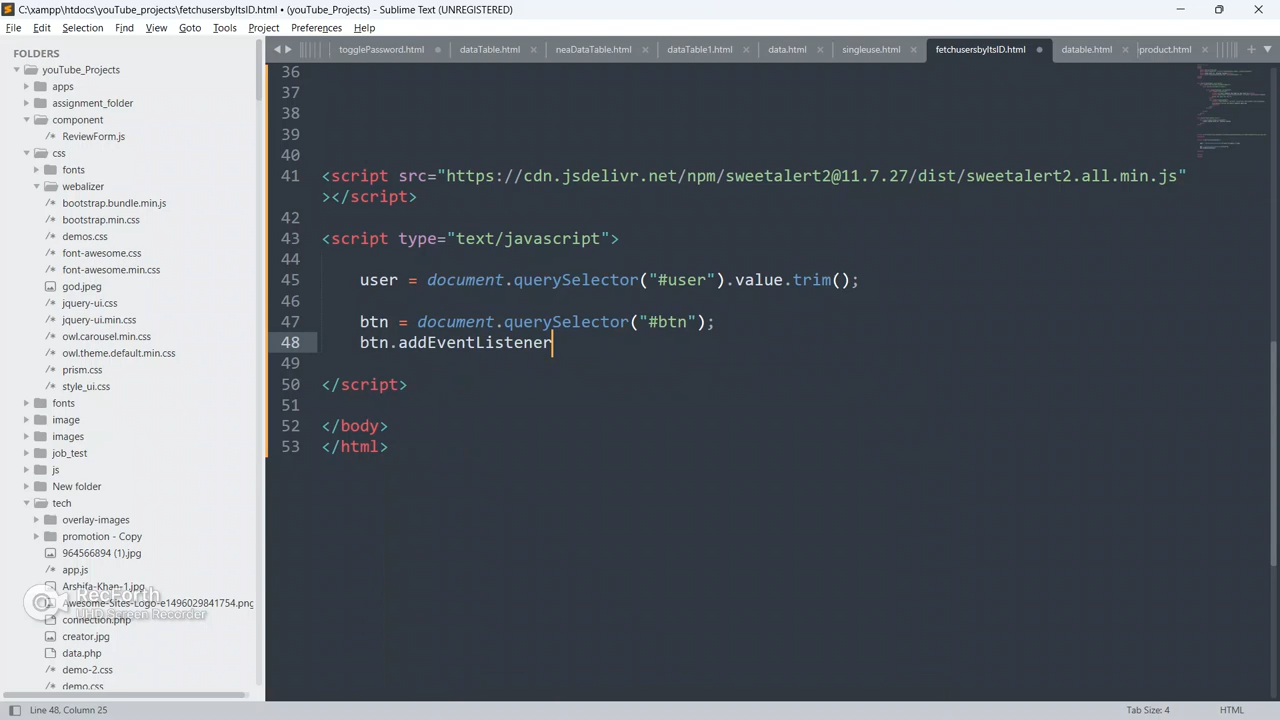 C:\xampp\htdocs\youTube_projects\fetchusersbyItsID.html • (youTube_Projects) - Sublime Text (UNREGISTERED)
File Edit Selection Find View Goto Tools Project Preferences Help
FOLDERS
youTube_Projects
apps
assignment_folder
component
/* ReviewForm.js
css
fonts
webalizer
/* bootstrap.bundle.min.js
/* bootstrap.min.css
/* demos.css
/* font-awesome.css
/* font-awesome.min.css
god.jpeg
/* jquery-ui.css
/* jquery-ui.min.css
/* owl.carousel.min.css
/* owl.theme.default.min.css
/* prism.css
/* style_ui.css
fonts
image
images
job_test
js
New folder
tech
overlay-images
promotion - Copy
964566894 (1).jpg
/* app.js
Arshifa-Khan-1.jpg
Awesome-Sites-Logo-e1496029841754.png
connection.php
creator.jpg
data.php
/* demo-2.css
/* demo.css
RecForth
UHD Screen Recorder
togglePassword.html dataTable.html neaDataTable.html dataTable1.html data.html singleuse.html fetchusersbyItsID.html datable.html product.html
36
37
38
39
40
41 <script src="https://cdn.jsdelivr.net/npm/sweetalert2@11.7.27/dist/sweetalert2.all.min.js"
></script>
42
43 <script type="text/javascript">
44
45 user = document.querySelector("#user").value.trim();
46
47 btn = document.querySelector("#btn");
48 btn.addEventListener
49
50 </script>
51
52 </body>
53 </html>
Line 48, Column 25 Tab Size: 4 HTML